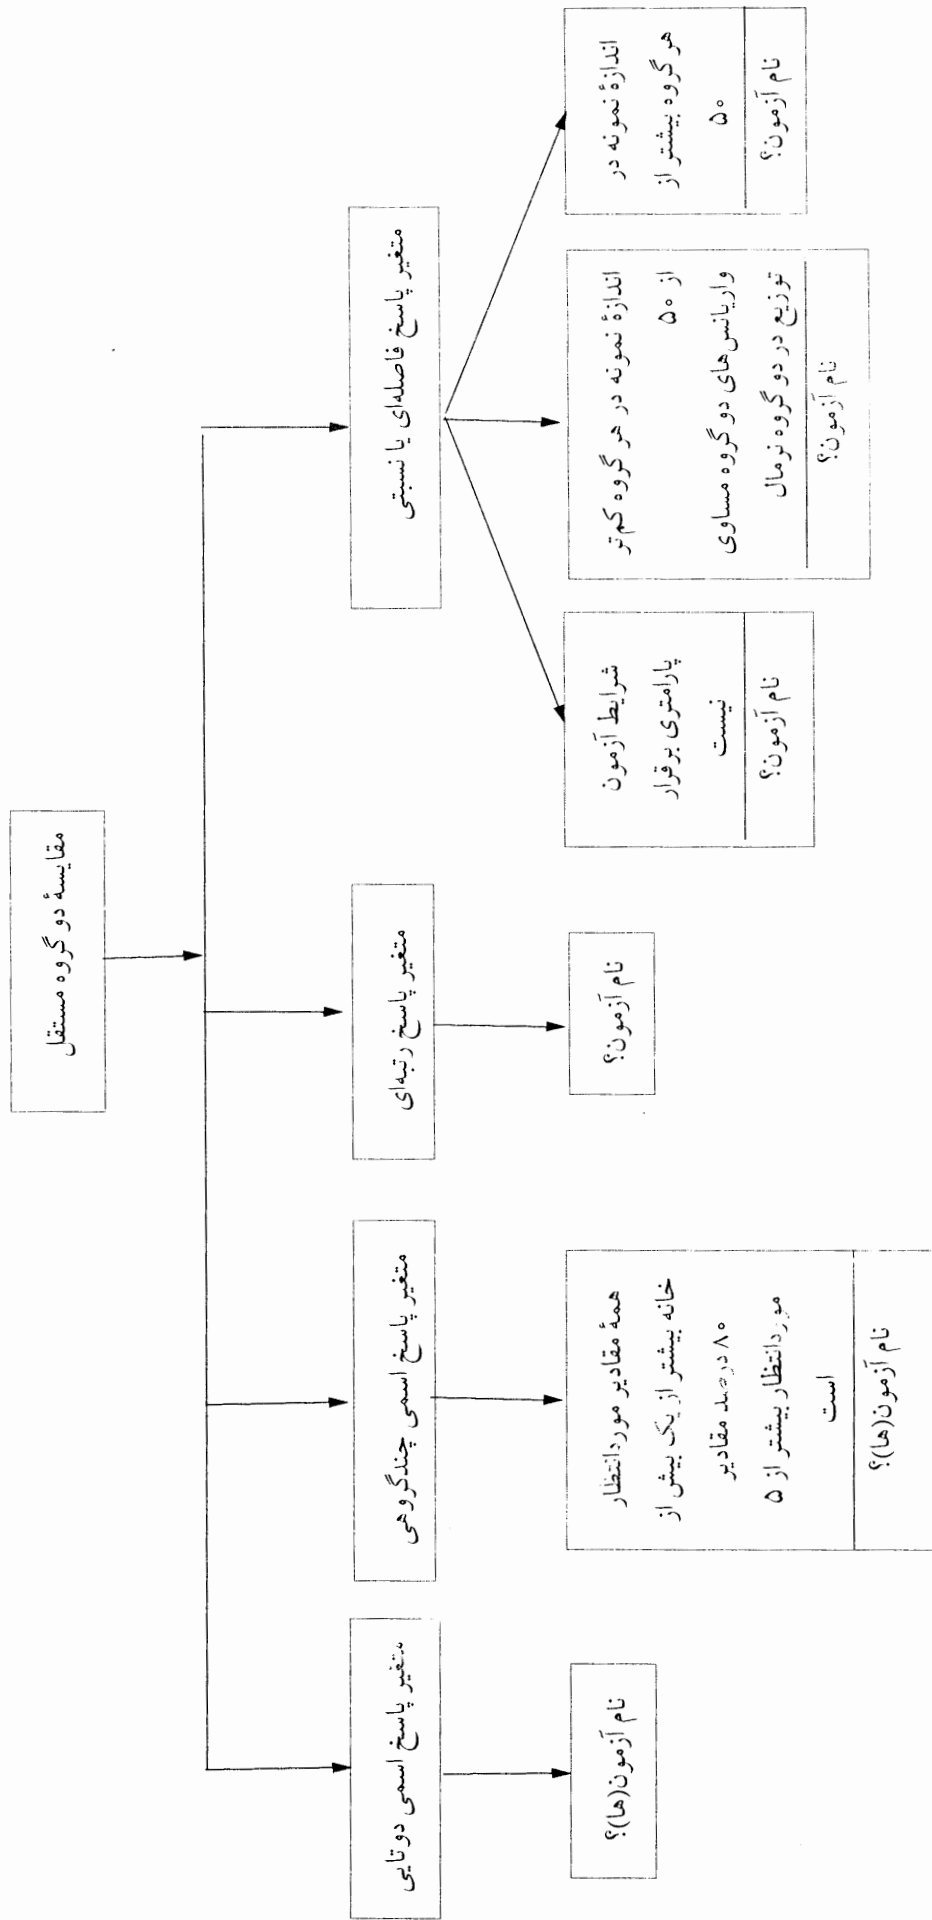 مقایسهٔ دو گروه مستقل
متغیر پاسخ فاصله‌ای یا نسبتی
متغیر پاسخ رتبه‌ای
متغیر پاسخ اسمی چندگروهی
متغیر پاسخ اسمی دوتایی
اندازهٔ نمونه در
هر گروه بیشتر از
۵۰
نام آزمون؟
اندازهٔ نمونه در هر گروه کم‌تر
از ۵۰
واریانس‌های دو گروه مساوی
توزیع در دو گروه نرمال
نام آزمون؟
شرایط آزمون
پارامتری برقرار
نیست
نام آزمون؟
نام آزمون؟
همهٔ مقادیر موردانتظار
خانه بیشتر از یک بیش از
۸۰ درصد مقادیر
موردانتظار بیشتر از ۵
است
نام آزمون(ها)؟
نام آزمون(ها)؟